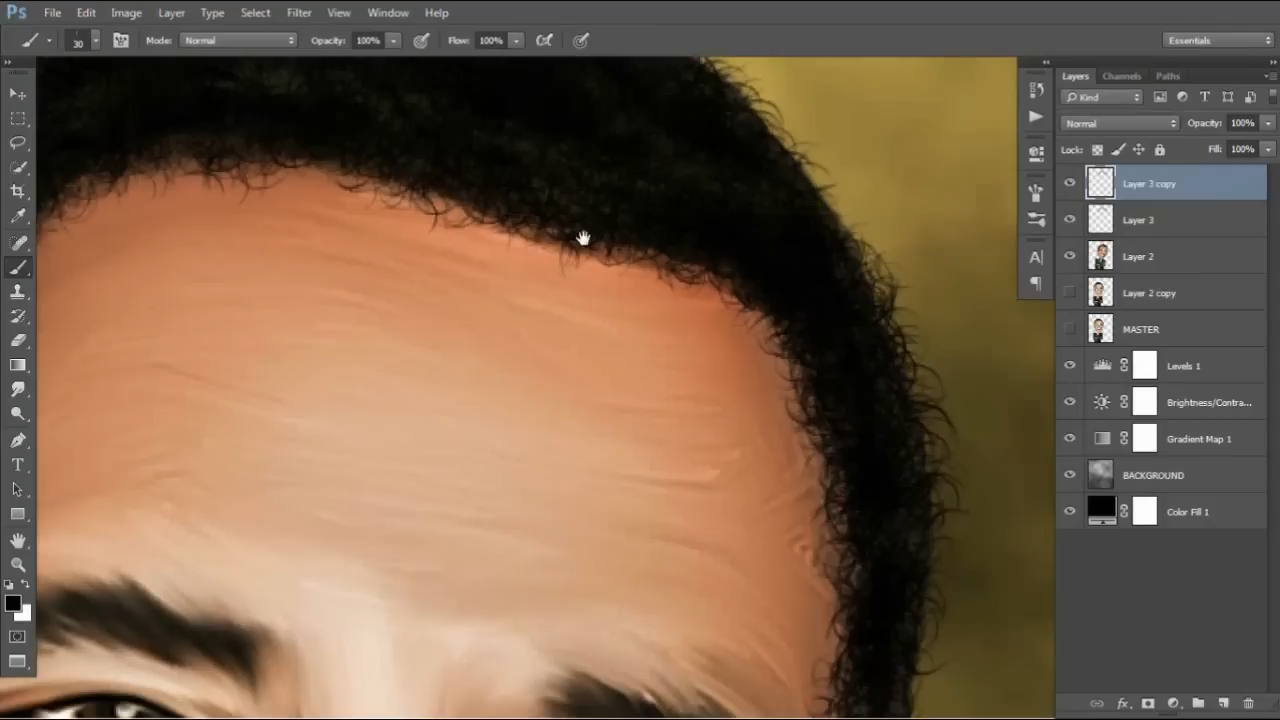 Ps File Edit Image Layer Type Select Filter View Window Help
30 Mode: Normal Opacity: 100% Flow: 100% Essentials
Layers Channels Paths
Kind
Normal Opacity: 100%
Lock: Fill: 100%
Layer 3 copy
Layer 3
Layer 2
Layer 2 copy
MASTER
Levels 1
Brightness/Contra...
Gradient Map 1
BACKGROUND
Color Fill 1